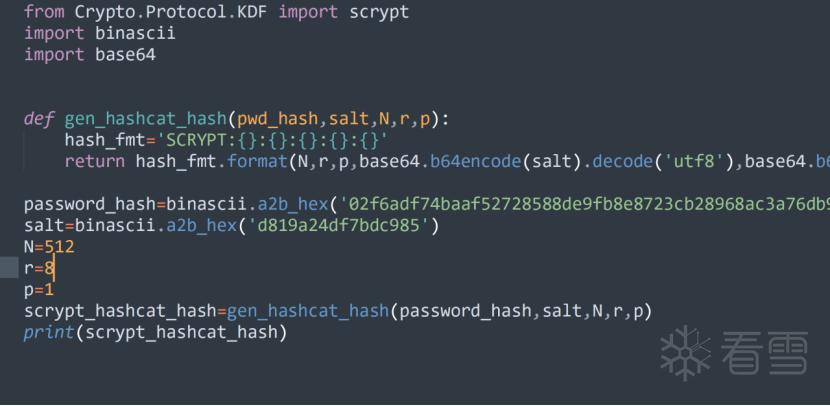 from Crypto.Protocol.KDF import scrypt
import binascii
import base64
def gen_hashcat_hash(pwd_hash,salt,N,r,p):
    hash_fmt='SCRYPT:{}:{}:{}:{}:{}'
    return hash_fmt.format(N,r,p,base64.b64encode(salt).decode('utf8'),base64.b6
password_hash=binascii.a2b_hex('02f6adf74baaf52728588de9fb8e8723cb28968ac3a76db9
salt=binascii.a2b_hex('d819a24df7bdc985')
N=512
r=8
p=1
scrypt_hashcat_hash=gen_hashcat_hash(password_hash,salt,N,r,p)
print(scrypt_hashcat_hash)
看雪